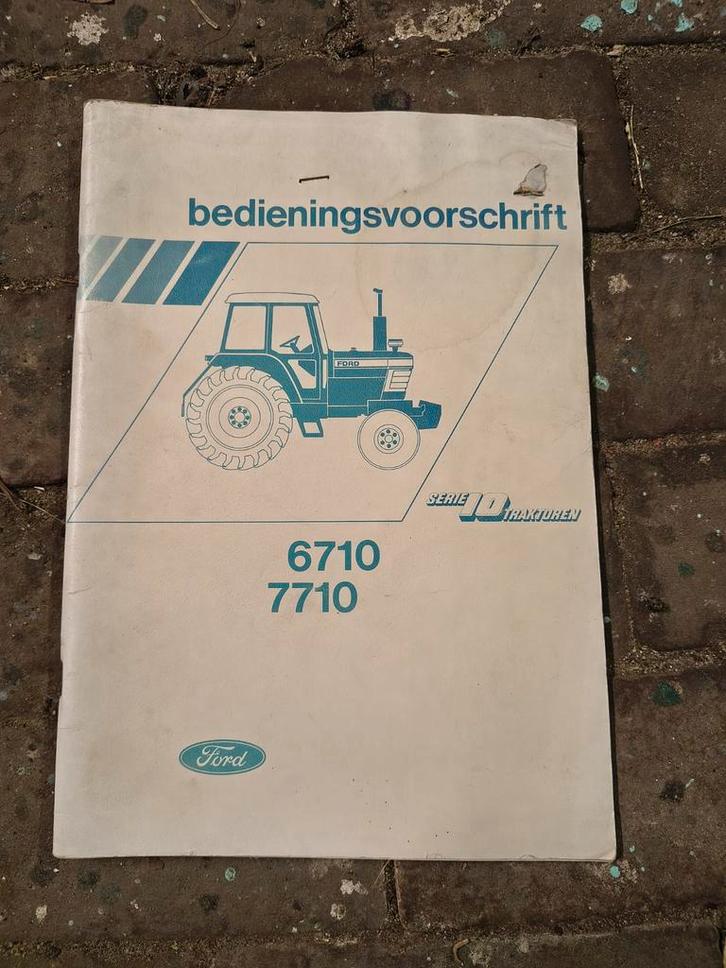 bedieningsvoorschrift
FORD
SERIE 10 TRAKTOREN
6710
7710
Ford